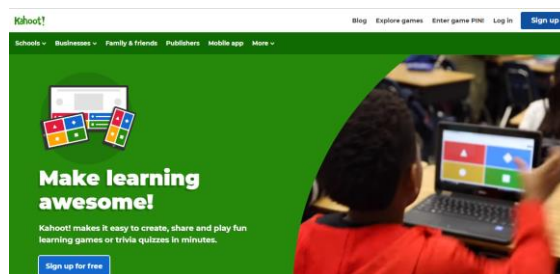 Kahoot!
Blog Explore games Enter game PIN! Log in Sign up
Schools Businesses Family & friends Publishers Mobile app More
Make learning
awesome!
Kahoot! makes it easy to create, share and play fun
learning games or trivia quizzes in minutes.
Sign up for free